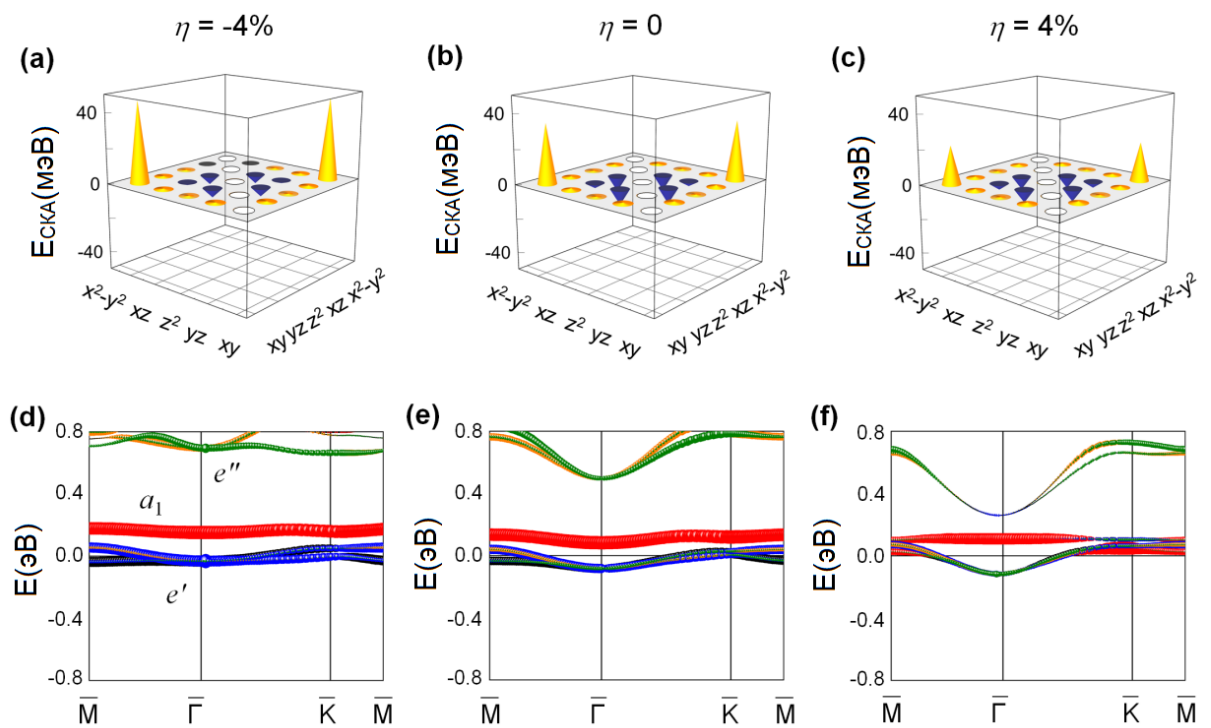 η = -4% η = 0 η = 4%
(a) (b) (c)
E_СКА(мэВ) 40 0 -40 x²-y² xz z² yz xy xy yz z² xz x²-y²
E_СКА(мэВ) 40 0 -40 x²-y² xz z² yz xy xy yz z² xz x²-y²
E_СКА(мэВ) 40 0 -40 x²-y² xz z² yz xy xy yz z² xz x²-y²
(d) (e) (f)
E(эВ) 0.8 0.4 0.0 -0.4 -0.8
e″
a₁
e′
M̅ Γ̅ K̅ M̅
E(эВ) 0.8 0.4 0.0 -0.4 -0.8
M̅ Γ̅ K̅ M̅
E(эВ) 0.8 0.4 0.0 -0.4 -0.8
M̅ Γ̅ K̅ M̅